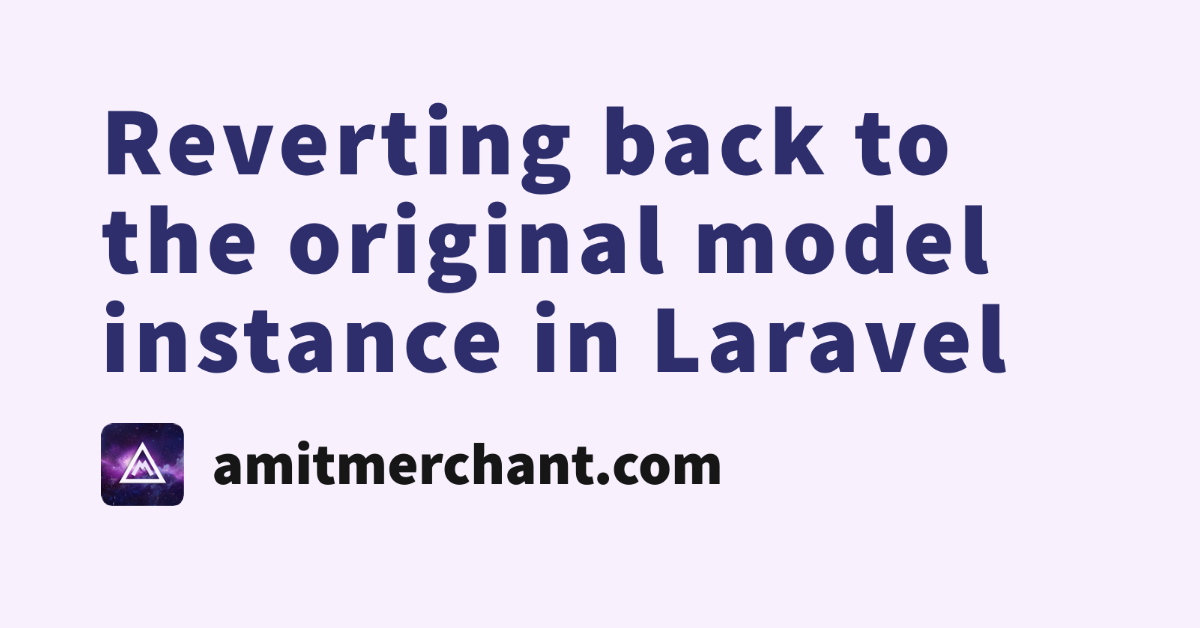 Reverting back to
the original model
instance in Laravel
amitmerchant.com